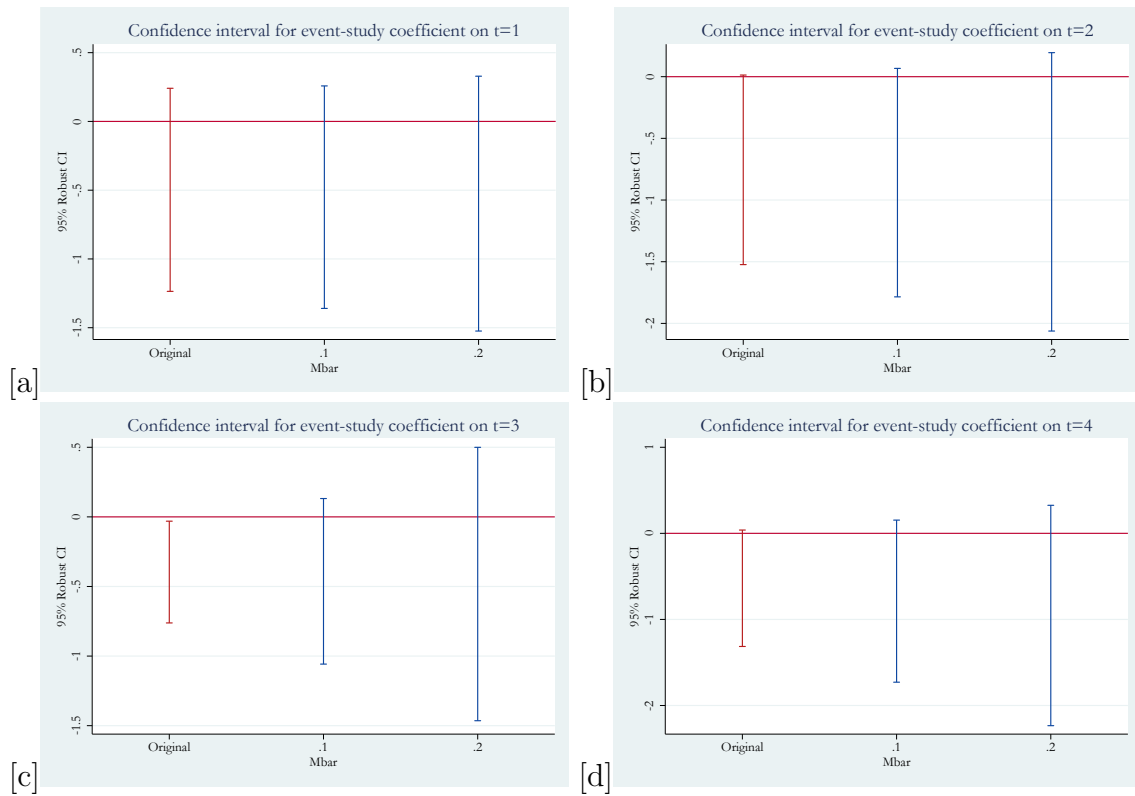 Confidence interval for event-study coefficient on t=1
95% Robust CI
.5
0
-.5
-1
-1.5
Original .1 .2
Mbar
[a]
Confidence interval for event-study coefficient on t=2
95% Robust CI
0
-.5
-1
-1.5
-2
Original .1 .2
Mbar
[b]
Confidence interval for event-study coefficient on t=3
95% Robust CI
.5
0
-.5
-1
-1.5
Original .1 .2
Mbar
[c]
Confidence interval for event-study coefficient on t=4
95% Robust CI
1
0
-1
-2
Original .1 .2
Mbar
[d]